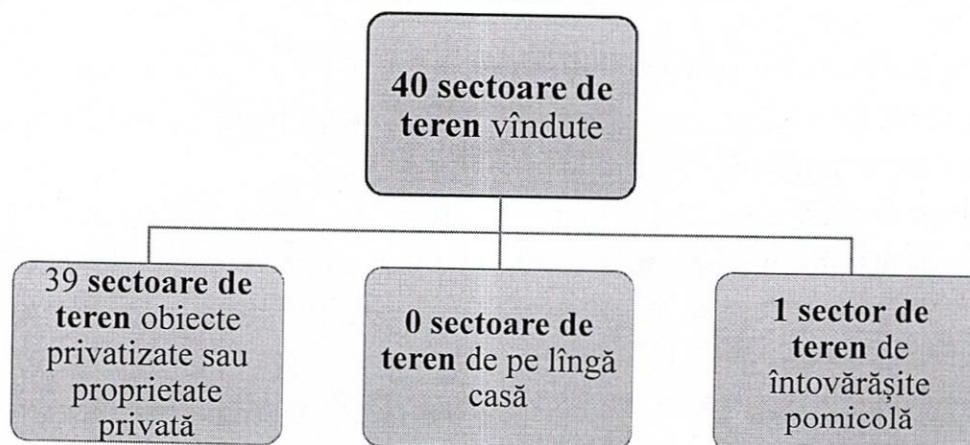 40 sectoare de
teren vîndute
39 sectoare de
teren obiecte
privatizate sau
proprietate
privată
0 sectoare de
teren de pe lîngă
casă
1 sector de
teren de
întovărășite
pomicolă